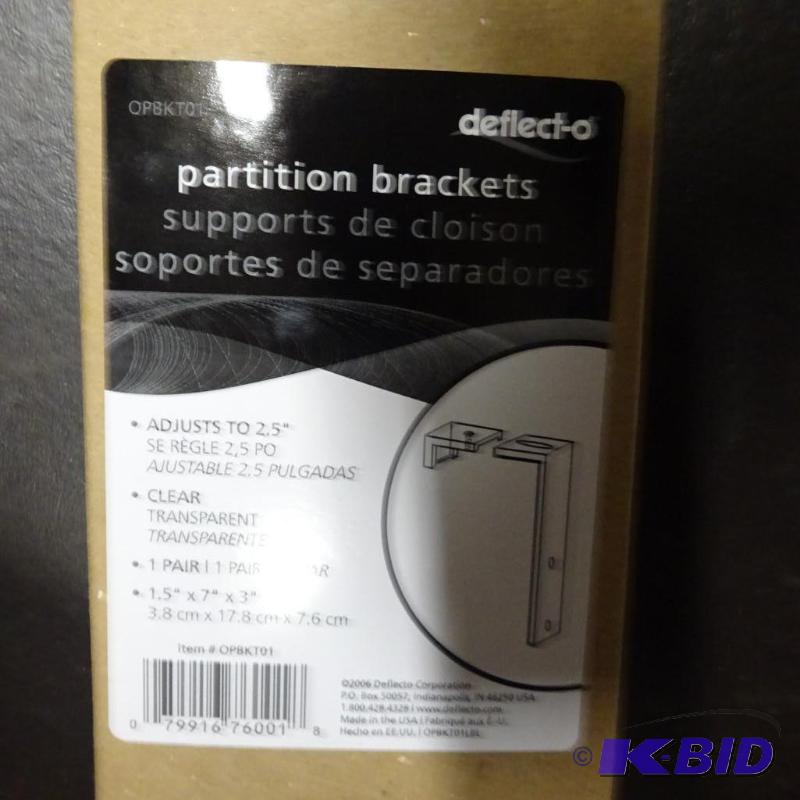 OPBKT01
deflect-o
partition brackets
supports de cloison
soportes de separadores
• ADJUSTS TO 2.5"
SE RÈGLE 2,5 PO
AJUSTABLE 2.5 PULGADAS
• CLEAR
TRANSPARENT
TRANSPARENTE
• 1 PAIR | 1 PAIR
• 1.5" x 7" x 3"
3.8 cm x 17.8 cm x 7.6 cm
Item # OPBKT01
0 79916 76001 8
©2006 Deflecto Corporation
P.O. Box 50057, Indianapolis, IN 46250 USA
1.800.428.4328 | www.deflecto.com
Made in the USA | Fabriqué aux É.-U.
Hecho en EE.UU. | OPBKT01LBL
© K-BID